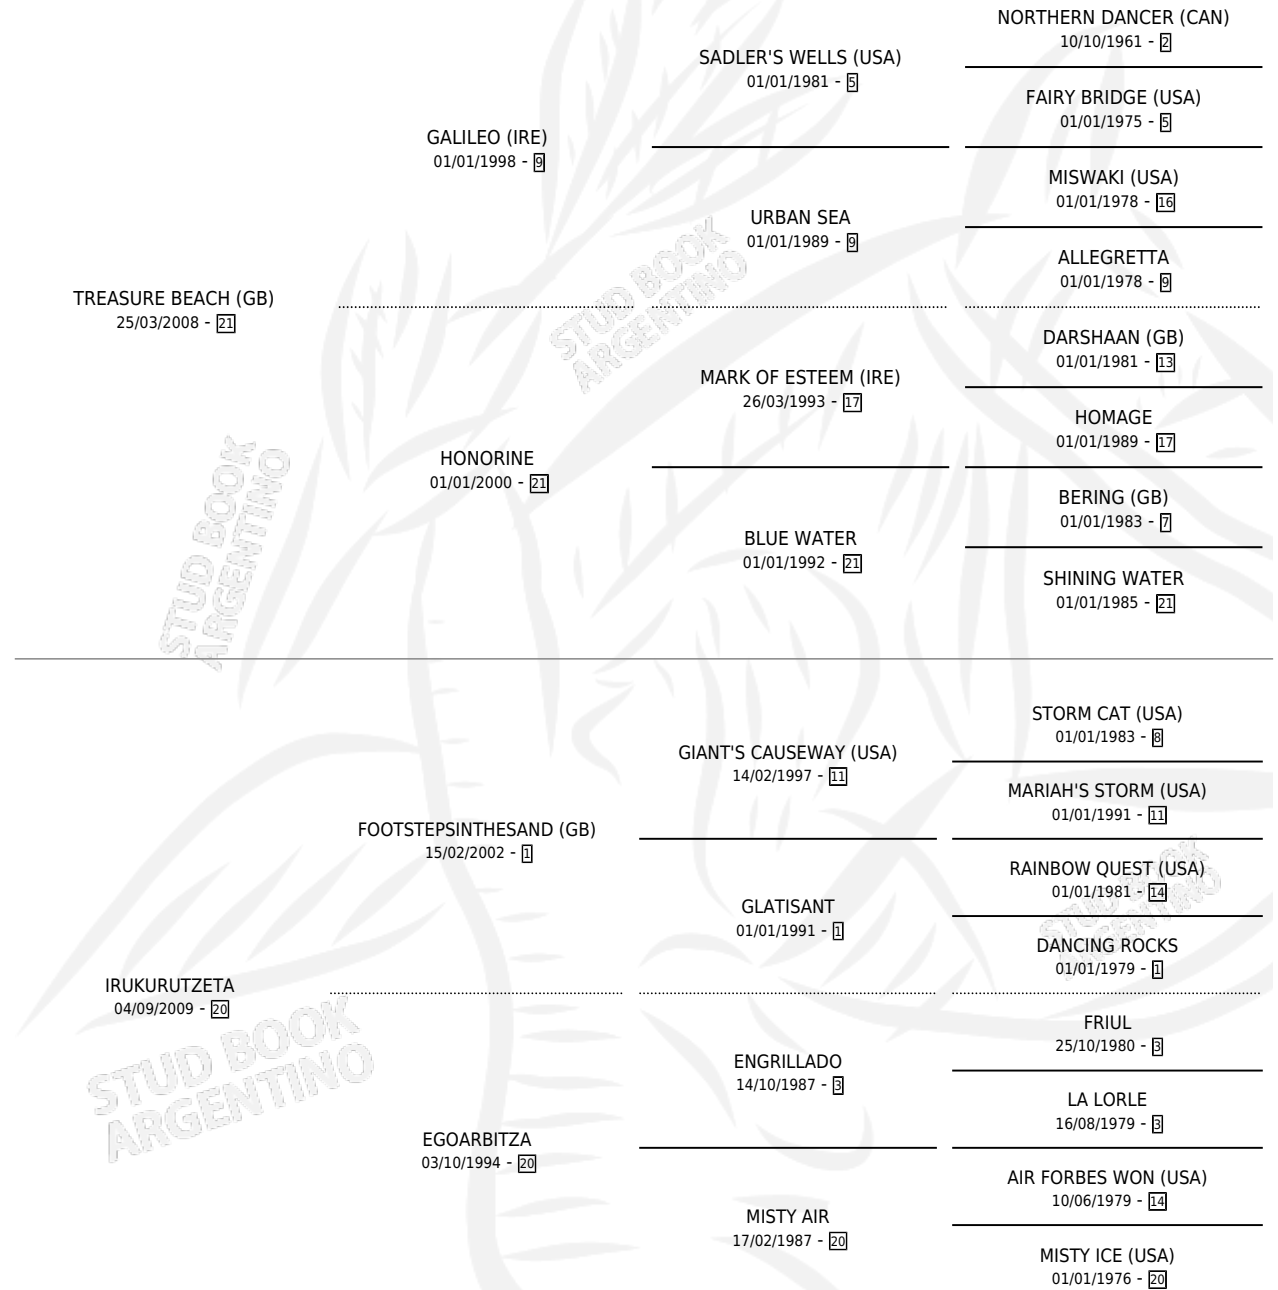 NORTHERN DANCER (CAN)
10/10/1961 - 2
SADLER'S WELLS (USA)
01/01/1981 - 5
FAIRY BRIDGE (USA)
01/01/1975 - 5
GALILEO (IRE)
01/01/1998 - 9
MISWAKI (USA)
01/01/1978 - 16
URBAN SEA
01/01/1989 - 9
ALLEGRETTA
01/01/1978 - 9
TREASURE BEACH (GB)
25/03/2008 - 21
DARSHAAN (GB)
01/01/1981 - 13
MARK OF ESTEEM (IRE)
26/03/1993 - 17
HOMAGE
01/01/1989 - 17
HONORINE
01/01/2000 - 21
BERING (GB)
01/01/1983 - 7
BLUE WATER
01/01/1992 - 21
SHINING WATER
01/01/1985 - 21
STORM CAT (USA)
01/01/1983 - 8
GIANT'S CAUSEWAY (USA)
14/02/1997 - 11
MARIAH'S STORM (USA)
01/01/1991 - 11
FOOTSTEPSINTHESAND (GB)
15/02/2002 - 1
RAINBOW QUEST (USA)
01/01/1981 - 14
GLATISANT
01/01/1991 - 1
DANCING ROCKS
01/01/1979 - 1
IRUKURUTZETA
04/09/2009 - 20
FRIUL
25/10/1980 - 3
ENGRILLADO
14/10/1987 - 3
LA LORLE
16/08/1979 - 3
EGOARBITZA
03/10/1994 - 20
AIR FORBES WON (USA)
10/06/1979 - 14
MISTY AIR
17/02/1987 - 20
MISTY ICE (USA)
01/01/1976 - 20
STUD BOOK
ARGENTINO
STUD BOOK
ARGENTINO
STUD BOOK
ARGENTINO
STUD BOOK
ARGENTINO